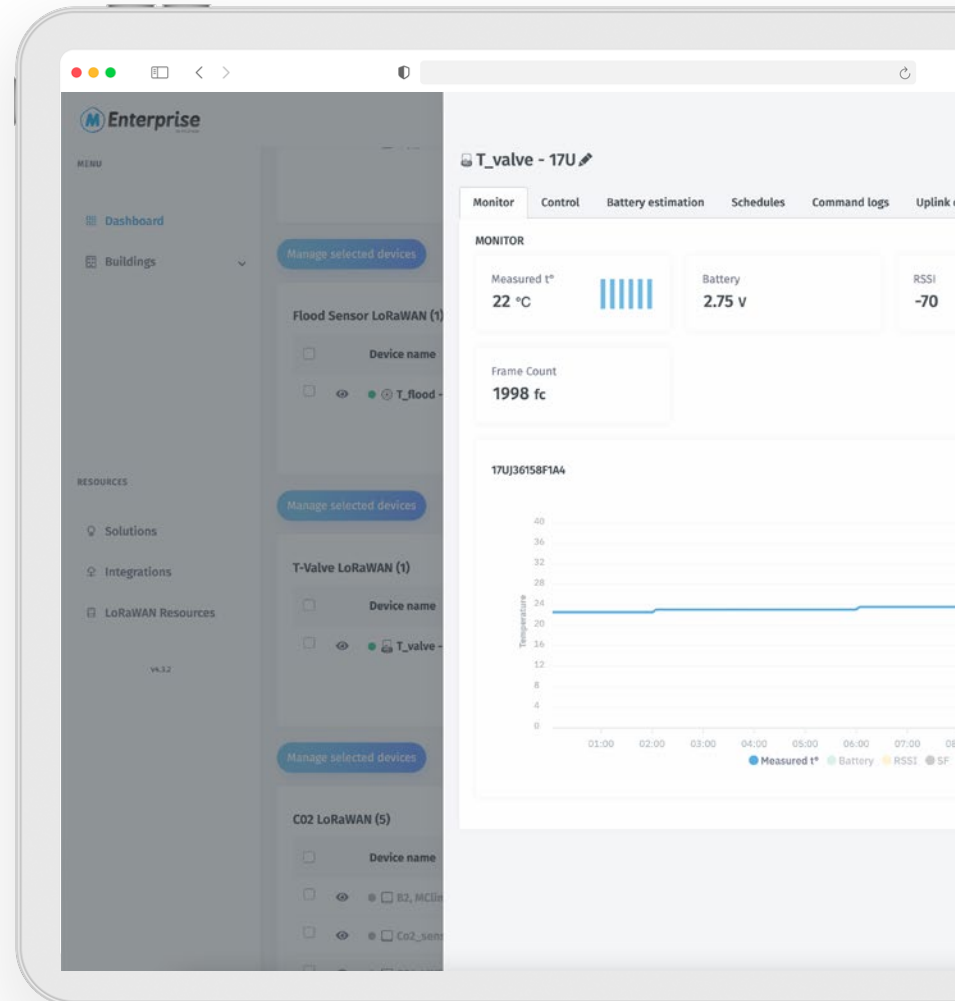 M Enterprise
MENU
Dashboard
Buildings
RESOURCES
Solutions
Integrations
LoRaWAN Resources
v4.3.2
Manage selected devices
Flood Sensor LoRaWAN (1)
Device name
T_flood -
Manage selected devices
T-Valve LoRaWAN (1)
Device name
T_valve -
Manage selected devices
CO2 LoRaWAN (5)
Device name
B2, MClim
Co2_sens
T_valve - 17U
Monitor Control Battery estimation Schedules Command logs Uplink
MONITOR
Measured t°
22 °C
Battery
2.75 V
RSSI
-70
Frame Count
1998 fc
17UJ36158F1A4
Temperature
40
36
32
28
24
20
16
12
8
4
0
01:00 02:00 03:00 04:00 05:00 06:00 07:00 08
Measured t° Battery RSSI SF